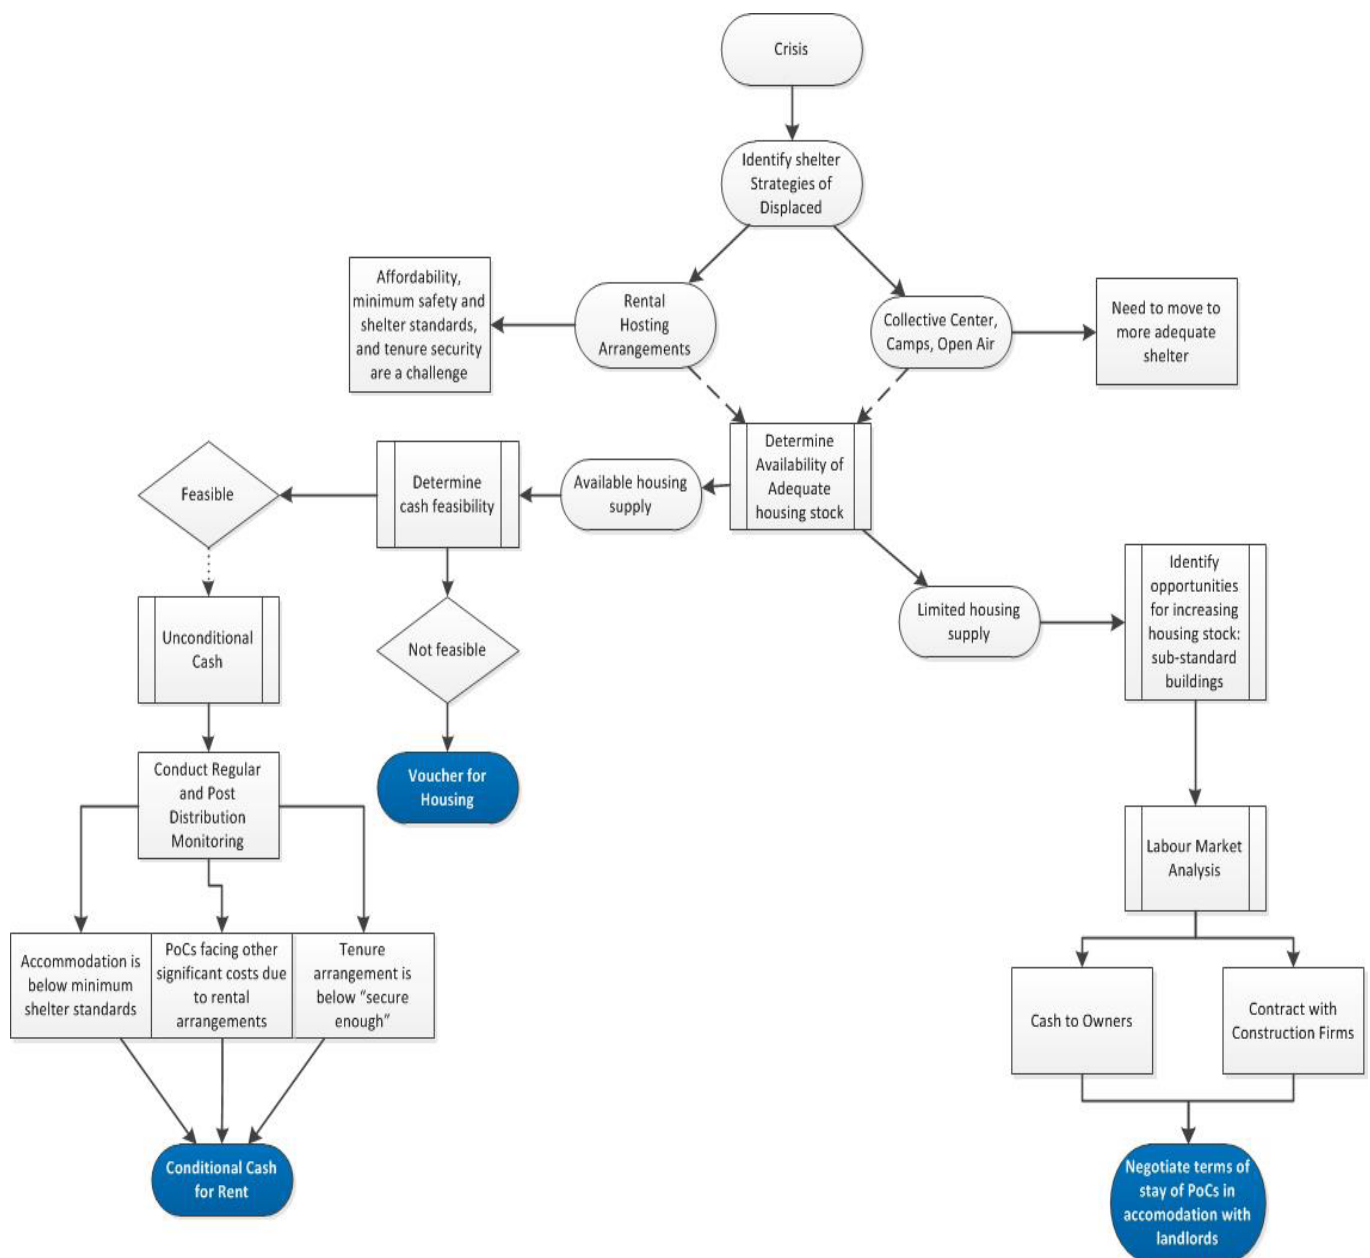 Crisis
Identify shelter
Strategies of
Displaced
Affordability,
minimum safety and
shelter standards,
and tenure security
are a challenge
Rental
Hosting
Arrangements
Collective Center,
Camps, Open Air
Need to move to
more adequate
shelter
Feasible
Determine
cash feasibility
Available housing
supply
Determine
Availability of
Adequate
housing stock
Unconditional
Cash
Not feasible
Limited housing
supply
Identify
opportunities
for increasing
housing stock:
sub-standard
buildings
Conduct Regular
and Post
Distribution
Monitoring
Voucher for
Housing
Labour Market
Analysis
Accommodation is
below minimum
shelter standards
PoCs facing other
significant costs due
to rental
arrangements
Tenure
arrangement is
below “secure
enough”
Cash to Owners
Contract with
Construction Firms
Conditional Cash
for Rent
Negotiate terms of
stay of PoCs in
accomodation with
landlords